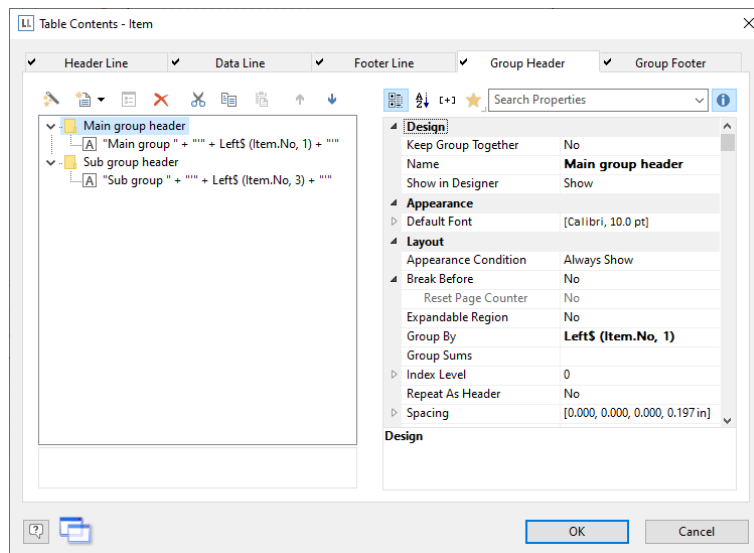 LL Table Contents - Item
Header Line Data Line Footer Line Group Header Group Footer
Search Properties
Main group header
"Main group " + "'" + Left$ (Item.No, 1) + "'"
Sub group header
"Sub group " + "'" + Left$ (Item.No, 3) + "'"
Design
Keep Group Together No
Name Main group header
Show in Designer Show
Appearance
Default Font [Calibri, 10.0 pt]
Layout
Appearance Condition Always Show
Break Before No
Reset Page Counter No
Expandable Region No
Group By Left$ (Item.No, 1)
Group Sums
Index Level 0
Repeat As Header No
Spacing [0.000, 0.000, 0.000, 0.197 in]
Design
OK Cancel